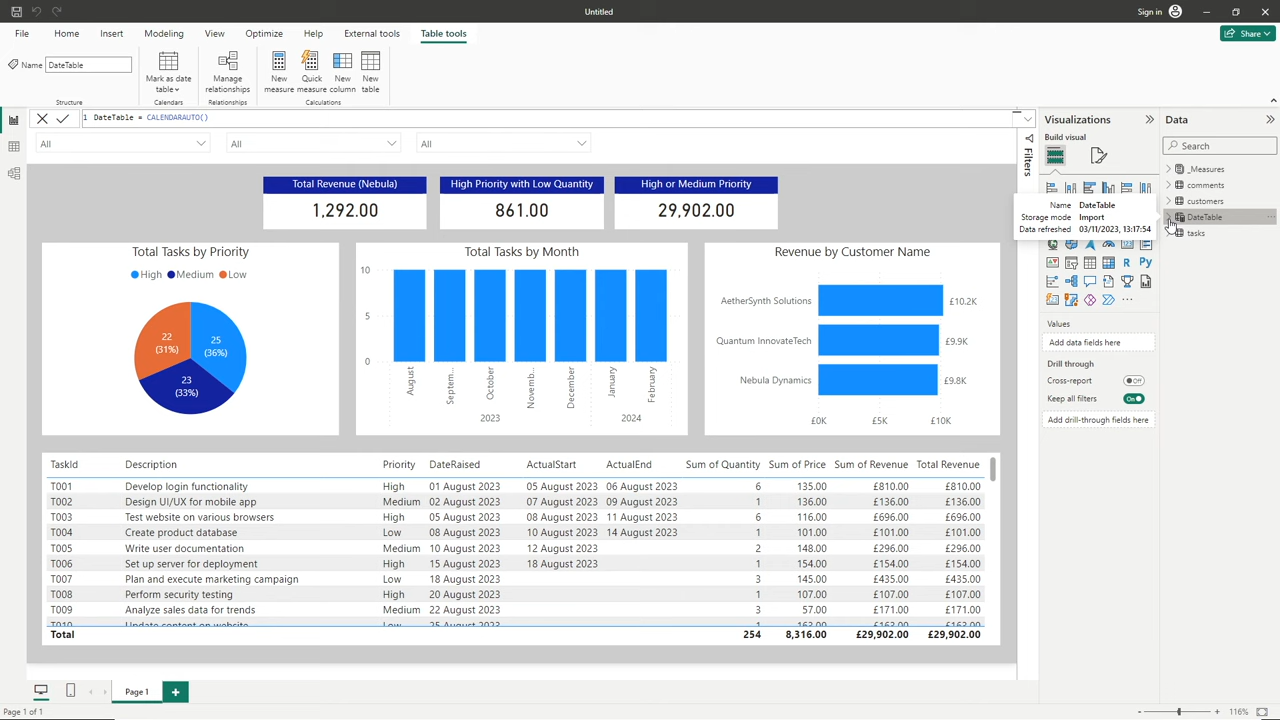 Untitled
Sign in
File Home Insert Modeling View Optimize Help External tools Table tools
Share
Name DateTable
Mark as date table
Manage relationships
New measure
Quick measure
New column
New table
Structure Calendars Relationships Calculations
1 DateTable = CALENDARAUTO()
All All All
Filters
Visualizations
Build visual
Data
Search
_Measures
comments
customers
DateTable
tasks
Name DateTable
Storage mode Import
Data refreshed 03/11/2023, 13:17:54
R Py
Values
Add data fields here
Drill through
Cross-report Off
Keep all filters On
Add drill-through fields here
Total Revenue (Nebula)
1,292.00
High Priority with Low Quantity
861.00
High or Medium Priority
29,902.00
Total Tasks by Priority
High Medium Low
22
(31%)
25
(36%)
23
(33%)
Total Tasks by Month
10
5
0
August Septem... October Novemb... December January February
2023 2024
Revenue by Customer Name
AetherSynth Solutions £10.2K
Quantum InnovateTech £9.9K
Nebula Dynamics £9.8K
£0K £5K £10K
TaskId Description Priority DateRaised ActualStart ActualEnd Sum of Quantity Sum of Price Sum of Revenue Total Revenue
T001 Develop login functionality High 01 August 2023 05 August 2023 06 August 2023 6 135.00 £810.00 £810.00
T002 Design UI/UX for mobile app Medium 02 August 2023 07 August 2023 09 August 2023 1 136.00 £136.00 £136.00
T003 Test website on various browsers High 05 August 2023 08 August 2023 11 August 2023 6 116.00 £696.00 £696.00
T004 Create product database Low 08 August 2023 10 August 2023 14 August 2023 1 101.00 £101.00 £101.00
T005 Write user documentation Medium 10 August 2023 12 August 2023 2 148.00 £296.00 £296.00
T006 Set up server for deployment High 15 August 2023 18 August 2023 1 154.00 £154.00 £154.00
T007 Plan and execute marketing campaign Low 18 August 2023 3 145.00 £435.00 £435.00
T008 Perform security testing High 20 August 2023 1 107.00 £107.00 £107.00
T009 Analyze sales data for trends Medium 22 August 2023 3 57.00 £171.00 £171.00
T010 Update content on website Low 25 August 2023 1 163.00 £163.00 £163.00
Total 254 8,316.00 £29,902.00 £29,902.00
Page 1
Page 1 of 1
116%